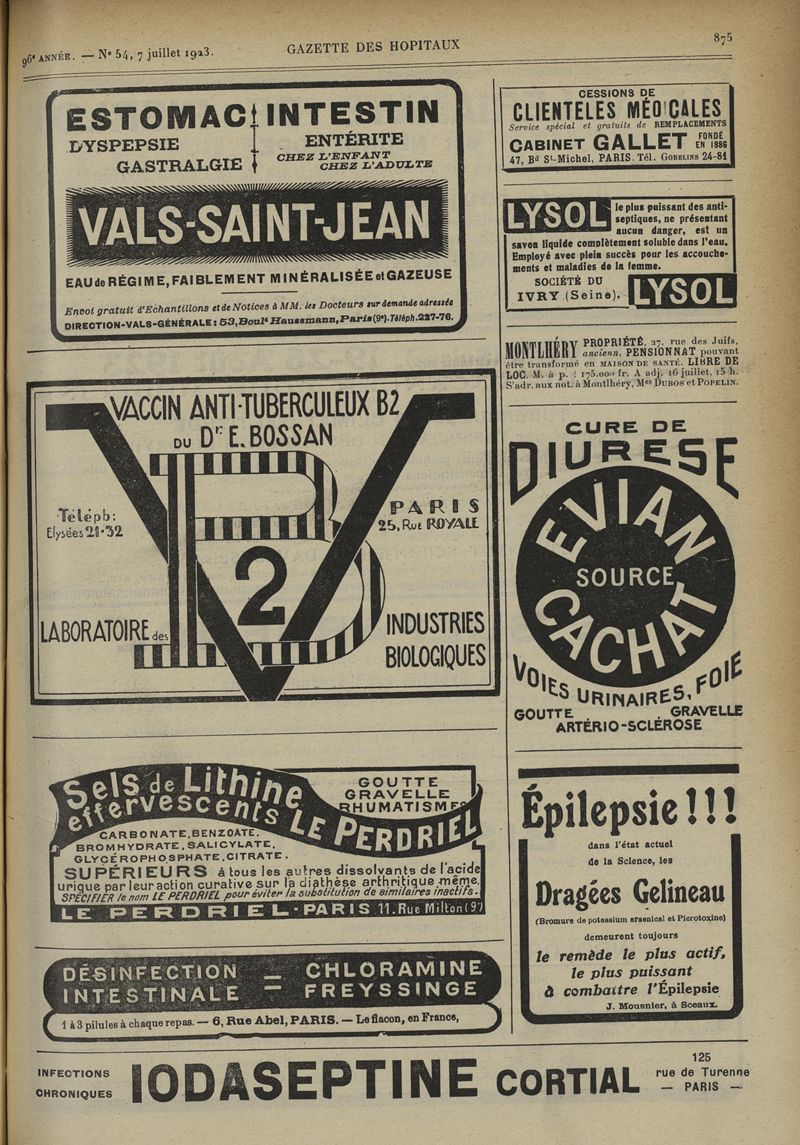 96e ANNÉE. — No 54, 7 juillet 1923.
GAZETTE DES HOPITAUX
875
ESTOMAC INTESTIN
DYSPEPSIE
GASTRALGIE
ENTÉRITE
CHEZ L'ENFANT
CHEZ L'ADULTE
VALS-SAINT-JEAN
EAU de RÉGIME, FAIBLEMENT MINÉRALISÉE et GAZEUSE
Envoi gratuit d'Echantillons et de Notices à MM. les Docteurs sur demande adressée
DIRECTION-VALS-GÉNÉRALE: 53, Boult Haussmann, Paris (9e). Téléph. 227-76.
VACCIN ANTI-TUBERCULEUX B2
DU Dr E. BOSSAN
Téléph:
Elysées 21-32
PARIS
25, RUE ROYALE
B
2
V
LABORATOIRE des
INDUSTRIES
BIOLOGIQUES
Sels de Lithine
effervescents LE PERDRIEL
GOUTTE
GRAVELLE
RHUMATISMES
CARBONATE, BENZOATE,
BROMHYDRATE, SALICYLATE,
GLYCÉROPHOSPHATE, CITRATE.
SUPÉRIEURS à tous les autres dissolvants de l'acide
urique par leur action curative sur la diathèse arthritique même.
SPÉCIFIER le nom LE PERDRIEL pour éviter la substitution de similaires inactifs.
LE PERDRIEL-PARIS 11. Rue Milton (9e)
DÉSINFECTION — CHLORAMINE
INTESTINALE = FREYSSINGE
1 à 3 pilules à chaque repas. — 6, Rue Abel, PARIS. — Le flacon, en France,
CESSIONS DE
CLIENTELES MÉDICALES
Service spécial et gratuits de REMPLACEMENTS
CABINET GALLET FONDÉ EN 1886
47, Bd St-Michel, PARIS. Tél. GOBELINS 24-81
LYSOL
le plus puissant des anti-
septiques, ne présentant
aucun danger, est un
savon liquide complètement soluble dans l'eau.
Employé avec plein succès pour les accouche-
ments et maladies de la femme.
SOCIÉTÉ DU
IVRY (Seine).
LYSOL
MONTLHÉRY PROPRIÉTÉ, 27, rue des Juifs,
ancienn. PENSIONNAT pouvant
être transformé en MAISON DE SANTÉ. LIBRE DE
LOC. M. à p. : 175.000 fr. A adj. 16 juillet, 15 h.
S'adr. aux not. à Montlhéry, Mes DUBOS et POPELIN.
CURE DE
DIURESE
EVIAN
SOURCE
CACHAT
VOIES URINAIRES, FOIE
GOUTTE GRAVELLE
ARTÉRIO-SCLÉROSE
Épilepsie!!!
dans l'état actuel
de la Science, les
Dragées Gelineau
(Bromure de potassium arsenical et Picrotoxine)
demeurent toujours
le remède le plus actif,
le plus puissant
à combattre l'Épilepsie
J. Mousnier, à Sceaux.
INFECTIONS
CHRONIQUES
IODASEPTINE CORTIAL
125
rue de Turenne
— PARIS —